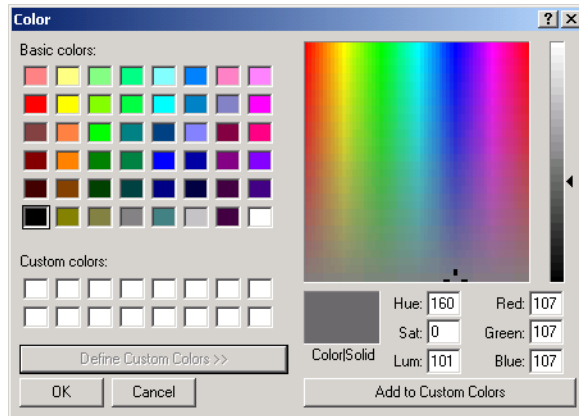 Color
Basic colors:
Custom colors:
Define Custom Colors >>
OK Cancel
Color|Solid
Hue: 160 Red: 107
Sat: 0 Green: 107
Lum: 101 Blue: 107
Add to Custom Colors